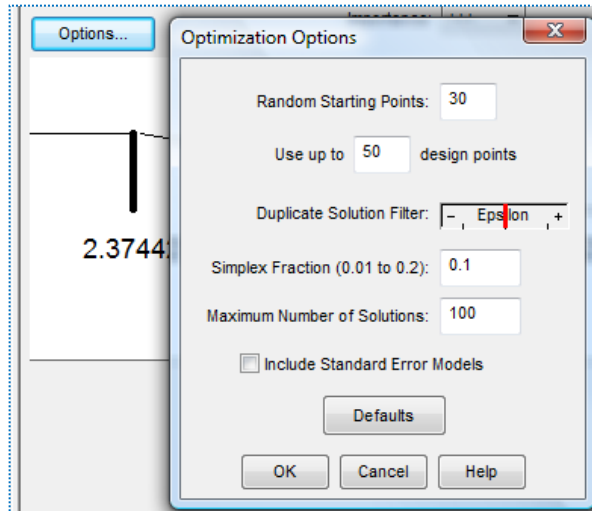 Options...
Optimization Options
Random Starting Points: 30
Use up to 50 design points
Duplicate Solution Filter: - Epsilon +
2.3744
Simplex Fraction (0.01 to 0.2): 0.1
Maximum Number of Solutions: 100
Include Standard Error Models
Defaults
OK Cancel Help